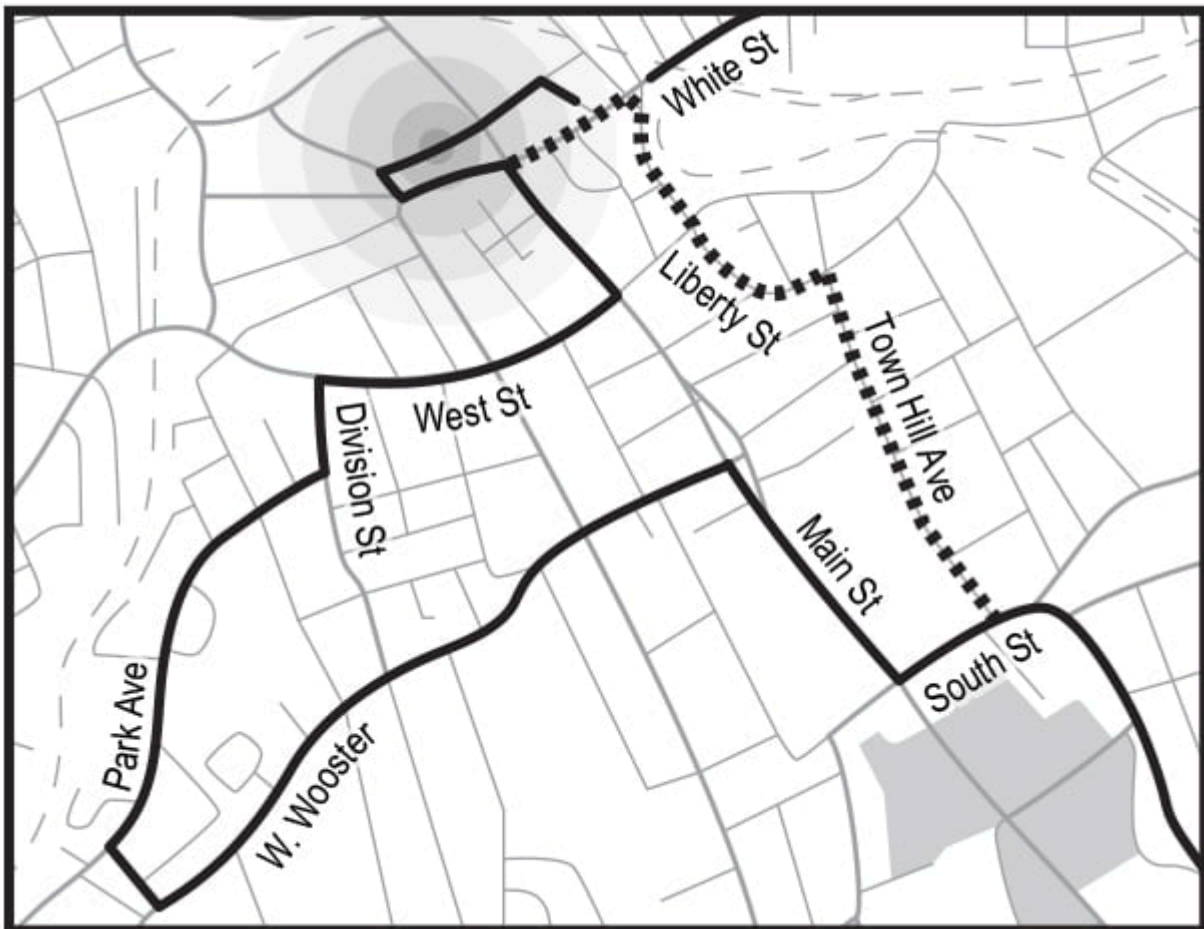 White St
Liberty St
Town Hill Ave
West St
Division St
Main St
South St
Park Ave
W. Wooster